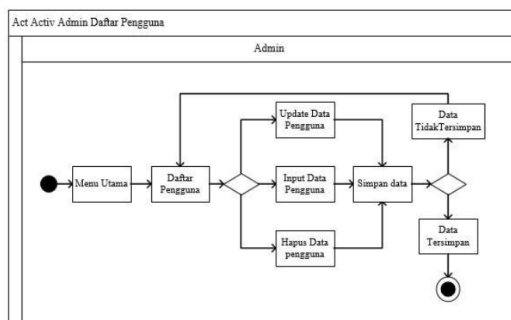 Act Activ Admin Daftar Pengguna
Admin
Update Data
Pengguna
Data
TidakTersimpan
Menu Utama
Daftar
Pengguna
Input Data
Pengguna
Simpan data
Hapus Data
pengguna
Data
Tersimpan